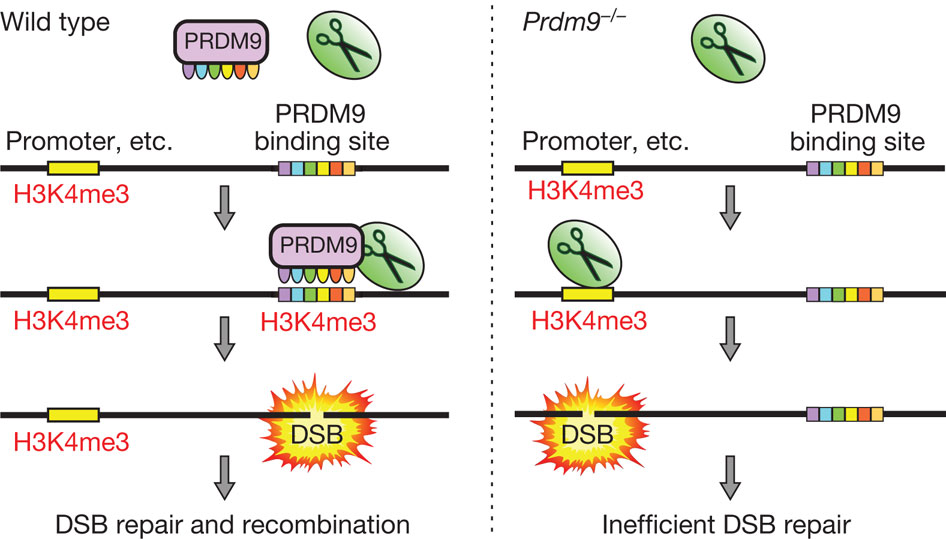 Wild type
PRDM9
Promoter, etc.
PRDM9
binding site
H3K4me3
PRDM9
H3K4me3
H3K4me3
H3K4me3
DSB
DSB repair and recombination
Prdm9–/–
Promoter, etc.
PRDM9
binding site
H3K4me3
H3K4me3
DSB
Inefficient DSB repair